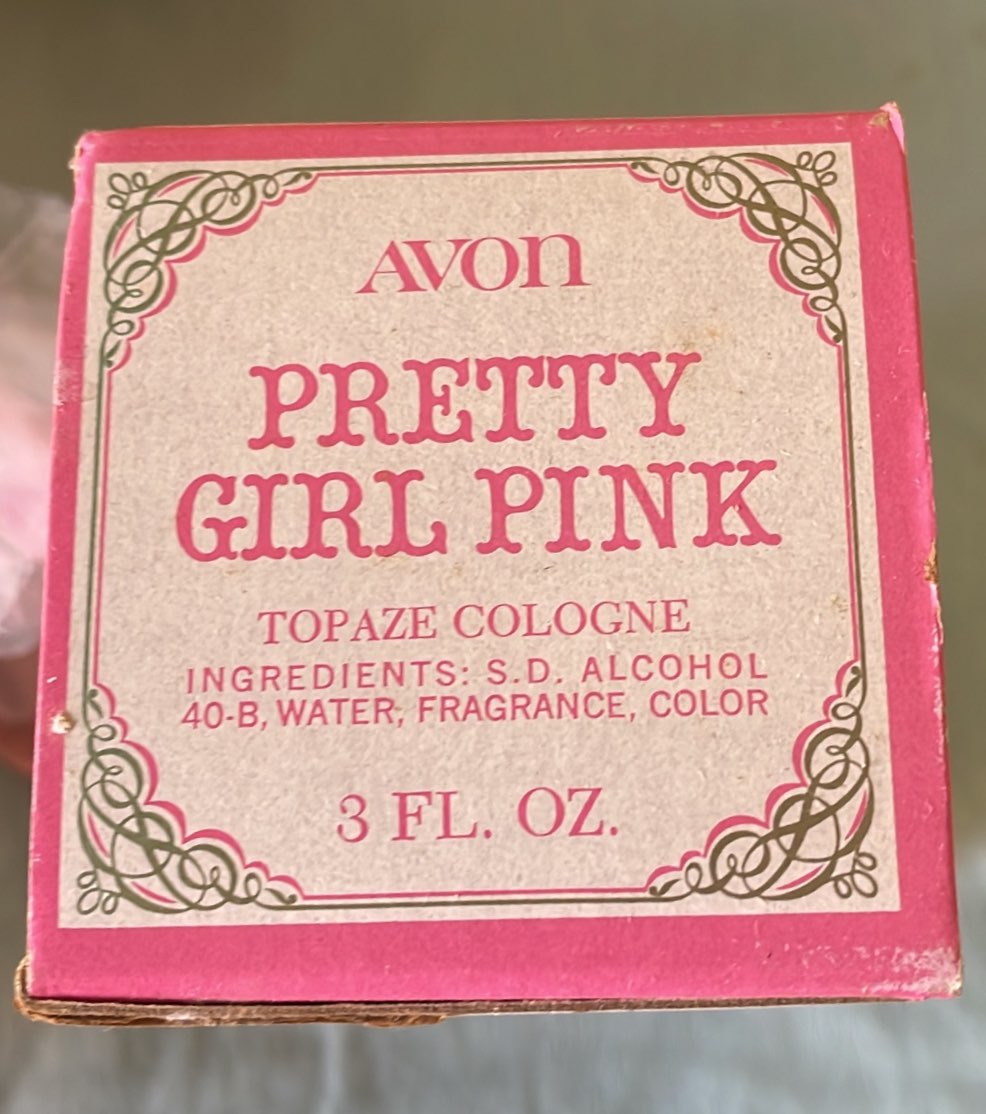 AVON
PRETTY
GIRL PINK
TOPAZE COLOGNE
INGREDIENTS: S.D. ALCOHOL
40-B, WATER, FRAGRANCE, COLOR
3 FL. OZ.